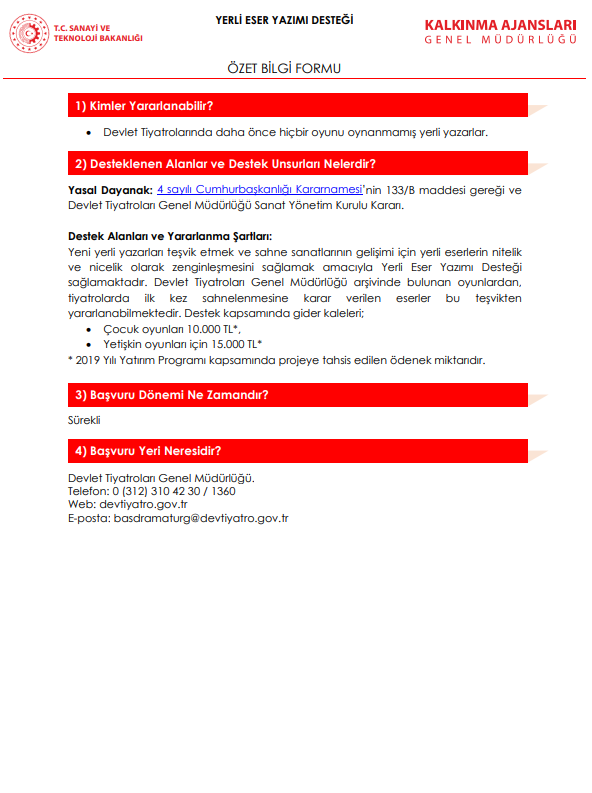 T.C. SANAYİ VE
TEKNOLOJİ BAKANLIĞI
YERLİ ESER YAZIMI DESTEĞİ
KALKINMA AJANSLARI
GENEL MÜDÜRLÜĞÜ
ÖZET BİLGİ FORMU
1) Kimler Yararlanabilir?
• Devlet Tiyatrolarında daha önce hiçbir oyunu oynanmamış yerli yazarlar.
2) Desteklenen Alanlar ve Destek Unsurları Nelerdir?
Yasal Dayanak: 4 sayılı Cumhurbaşkanlığı Kararnamesi'nin 133/B maddesi gereği ve
Devlet Tiyatroları Genel Müdürlüğü Sanat Yönetim Kurulu Kararı.
Destek Alanları ve Yararlanma Şartları:
Yeni yerli yazarları teşvik etmek ve sahne sanatlarının gelişimi için yerli eserlerin nitelik
ve nicelik olarak zenginleşmesini sağlamak amacıyla Yerli Eser Yazımı Desteği
sağlamaktadır. Devlet Tiyatroları Genel Müdürlüğü arşivinde bulunan oyunlardan,
tiyatrolarda ilk kez sahnelenmesine karar verilen eserler bu teşvikten
yararlanabilmektedir. Destek kapsamında gider kaleleri;
• Çocuk oyunları 10.000 TL*,
• Yetişkin oyunları için 15.000 TL*
* 2019 Yılı Yatırım Programı kapsamında projeye tahsis edilen ödenek miktarıdır.
3) Başvuru Dönemi Ne Zamandır?
Sürekli
4) Başvuru Yeri Neresidir?
Devlet Tiyatroları Genel Müdürlüğü.
Telefon: 0 (312) 310 42 30 / 1360
Web: devtiyatro.gov.tr
E-posta: basdramaturg@devtiyatro.gov.tr